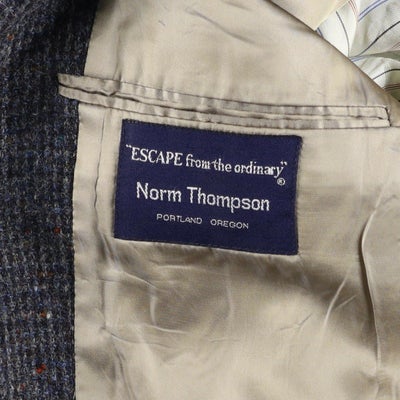 "ESCAPE from the ordinary"®
Norm Thompson
PORTLAND OREGON